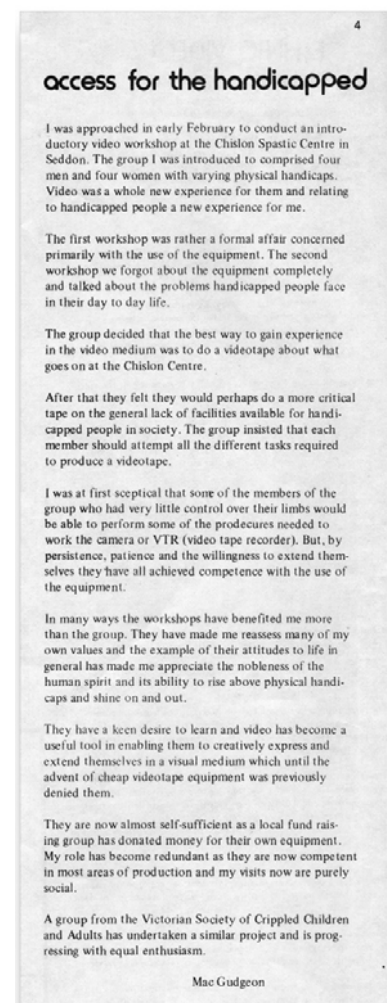 4
access for the handicapped
I was approached in early February to conduct an intro-
ductory video workshop at the Chislon Spastic Centre in
Seddon. The group I was introduced to comprised four
men and four women with varying physical handicaps.
Video was a whole new experience for them and relating
to handicapped people a new experience for me.
The first workshop was rather a formal affair concerned
primarily with the use of the equipment. The second
workshop we forgot about the equipment completely
and talked about the problems handicapped people face
in their day to day life.
The group decided that the best way to gain experience
in the video medium was to do a videotape about what
goes on at the Chislon Centre.
After that they felt they would perhaps do a more critical
tape on the general lack of facilities available for handi-
capped people in society. The group insisted that each
member should attempt all the different tasks required
to produce a videotape.
I was at first sceptical that some of the members of the
group who had very little control over their limbs would
be able to perform some of the prodecures needed to
work the camera or VTR (video tape recorder). But, by
persistence, patience and the willingness to extend them-
selves they have all achieved competence with the use of
the equipment.
In many ways the workshops have benefited me more
than the group. They have made me reassess many of my
own values and the example of their attitudes to life in
general has made me appreciate the nobleness of the
human spirit and its ability to rise above physical handi-
caps and shine on and out.
They have a keen desire to learn and video has become a
useful tool in enabling them to creatively express and
extend themselves in a visual medium which until the
advent of cheap videotape equipment was previously
denied them.
They are now almost self-sufficient as a local fund rais-
ing group has donated money for their own equipment.
My role has become redundant as they are now competent
in most areas of production and my visits now are purely
social.
A group from the Victorian Society of Crippled Children
and Adults has undertaken a similar project and is prog-
ressing with equal enthusiasm.
Mac Gudgeon